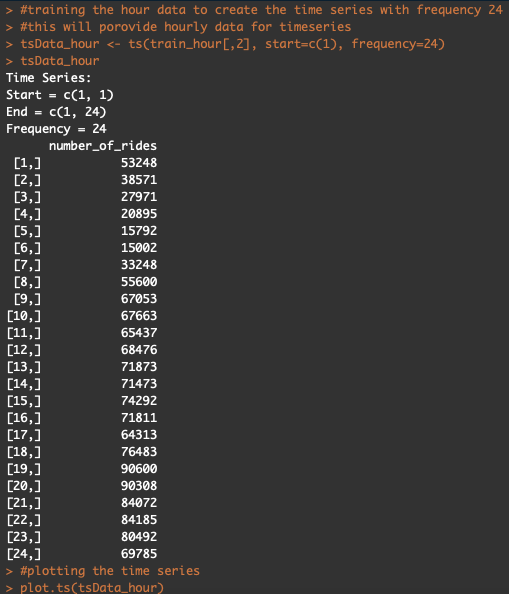 > #training the hour data to create the time series with frequency 24
> #this will porovide hourly data for timeseries
> tsData_hour <- ts(train_hour[,2], start=c(1), frequency=24)
> tsData_hour
Time Series:
Start = c(1, 1)
End = c(1, 24)
Frequency = 24
number_of_rides
[1,] 53248
[2,] 38571
[3,] 27971
[4,] 20895
[5,] 15792
[6,] 15002
[7,] 33248
[8,] 55600
[9,] 67053
[10,] 67663
[11,] 65437
[12,] 68476
[13,] 71873
[14,] 71473
[15,] 74292
[16,] 71811
[17,] 64313
[18,] 76483
[19,] 90600
[20,] 90308
[21,] 84072
[22,] 84185
[23,] 80492
[24,] 69785
> #plotting the time series
> plot.ts(tsData_hour)